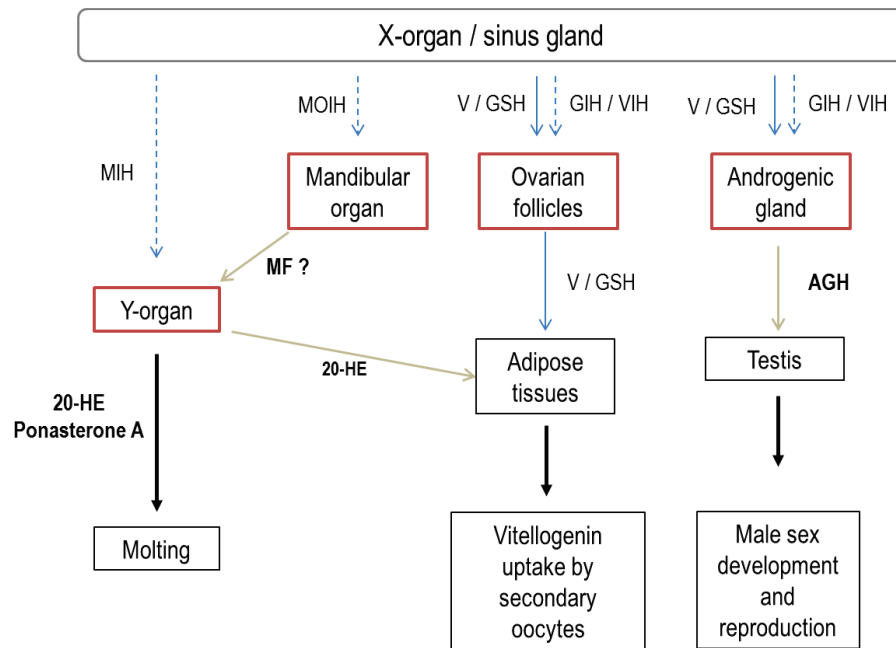 X-organ / sinus gland
MOIH
V / GSH
GIH / VIH
V / GSH
GIH / VIH
MIH
Mandibular
organ
Ovarian
follicles
Androgenic
gland
MF ?
V / GSH
AGH
Y-organ
20-HE
Adipose
tissues
Testis
20-HE
Ponasterone A
Molting
Vitellogenin
uptake by
secondary
oocytes
Male sex
development
and
reproduction